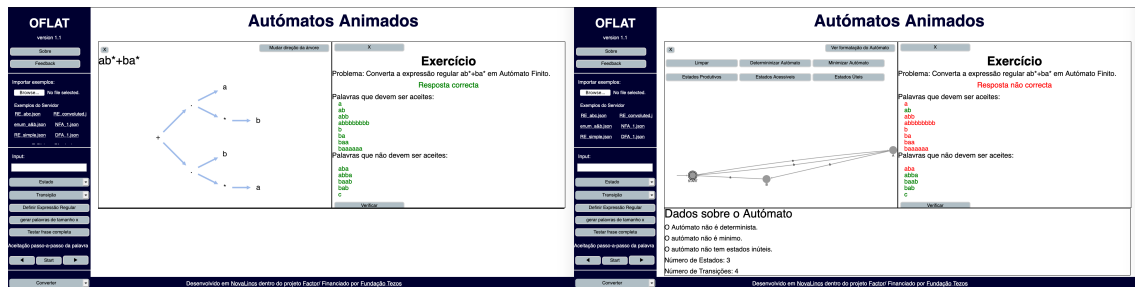 OFLAT
version 1.1
Sobre
Feedback
Importar exemplos:
Browse... No file selected.
Exemplos do Servidor
RE_abc.json RE_convoluted.j
enum_a&b.json NFA_1.json
RE_simple.json DFA_1.json
Input:
Estado
Transição
Definir Expressão Regular
gerar palavras de tamanho x
Testar frase completa
Aceitação passo-a-passo da palavra
Start
Converter
Autómatos Animados
X
Mudar direção da árvore
ab*+ba*
+
.
a
*
b
.
b
*
a
X
Exercício
Problema: Converta a expressão regular ab*+ba* em Autómato Finito.
Resposta correcta
Palavras que devem ser aceites:
a
ab
abb
abbbbbbbb
b
ba
baa
baaaaaa
Palavras que não devem ser aceites:
aba
abba
baab
bab
c
Verificar
Desenvolvido em NovaLincs dentro do projeto Factor/ Financiado por Fundação Tezos
OFLAT
version 1.1
Sobre
Feedback
Importar exemplos:
Browse... No file selected.
Exemplos do Servidor
RE_abc.json RE_convoluted.j
enum_a&b.json NFA_1.json
RE_simple.json DFA_1.json
Input:
Estado
Transição
Definir Expressão Regular
gerar palavras de tamanho x
Testar frase completa
Aceitação passo-a-passo da palavra
Start
Converter
Autómatos Animados
X
Ver formatação do Autómato
Limpar
Determinizar Autómato
Minimizar Autómato
Estados Produtivos
Estados Acessíveis
Estados Úteis
X
Exercício
Problema: Converta a expressão regular ab*+ba* em Autómato Finito.
Resposta não correcta
Palavras que devem ser aceites:
a
ab
abb
abbbbbbbb
b
ba
baa
baaaaaa
Palavras que não devem ser aceites:
aba
abba
baab
bab
c
Verificar
Dados sobre o Autómato
O Autómato não é determinista.
O autómato não é minimo.
O autómato não tem estados inúteis.
Número de Estados: 3
Número de Transições: 4
Desenvolvido em NovaLincs dentro do projeto Factor/ Financiado por Fundação Tezos